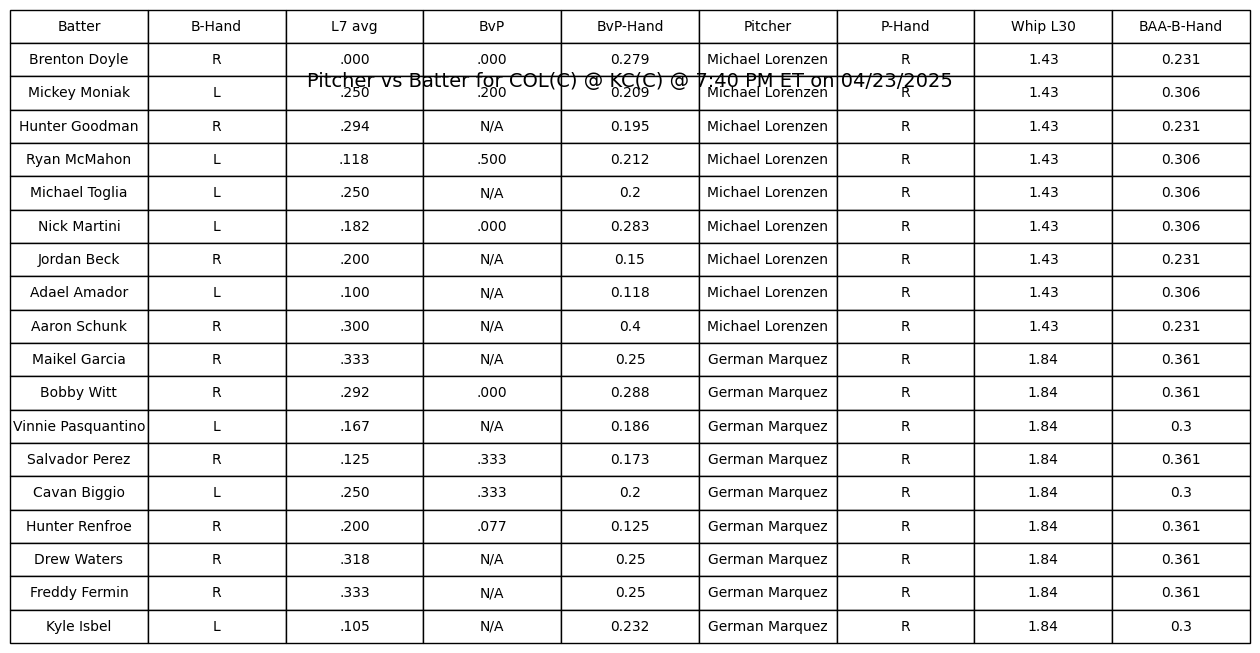 Batter B-Hand L7 avg BvP BvP-Hand Pitcher P-Hand Whip L30 BAA-B-Hand
Brenton Doyle R .000 .000 0.279 Michael Lorenzen R 1.43 0.231
Pitcher vs Batter for COL(C) @ KC(C) @ 7:40 PM ET on 04/23/2025
Mickey Moniak L .250 .200 0.209 Michael Lorenzen R 1.43 0.306
Hunter Goodman R .294 N/A 0.195 Michael Lorenzen R 1.43 0.231
Ryan McMahon L .118 .500 0.212 Michael Lorenzen R 1.43 0.306
Michael Toglia L .250 N/A 0.2 Michael Lorenzen R 1.43 0.306
Nick Martini L .182 .000 0.283 Michael Lorenzen R 1.43 0.306
Jordan Beck R .200 N/A 0.15 Michael Lorenzen R 1.43 0.231
Adael Amador L .100 N/A 0.118 Michael Lorenzen R 1.43 0.306
Aaron Schunk R .300 N/A 0.4 Michael Lorenzen R 1.43 0.231
Maikel Garcia R .333 N/A 0.25 German Marquez R 1.84 0.361
Bobby Witt R .292 .000 0.288 German Marquez R 1.84 0.361
Vinnie Pasquantino L .167 N/A 0.186 German Marquez R 1.84 0.3
Salvador Perez R .125 .333 0.173 German Marquez R 1.84 0.361
Cavan Biggio L .250 .333 0.2 German Marquez R 1.84 0.3
Hunter Renfroe R .200 .077 0.125 German Marquez R 1.84 0.361
Drew Waters R .318 N/A 0.25 German Marquez R 1.84 0.361
Freddy Fermin R .333 N/A 0.25 German Marquez R 1.84 0.361
Kyle Isbel L .105 N/A 0.232 German Marquez R 1.84 0.3